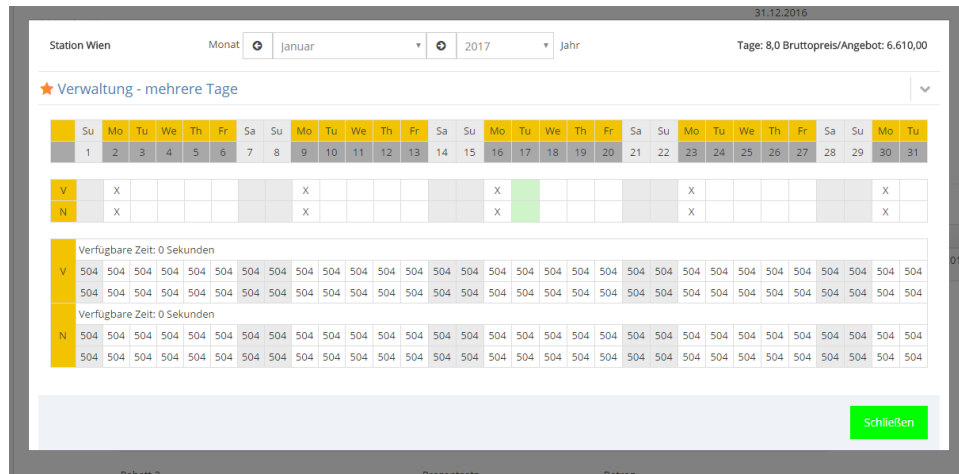 31.12.2016
Station Wien Monat Januar 2017 Jahr Tage: 8,0 Bruttopreis/Angebot: 6.610,00
Verwaltung - mehrere Tage
Su Mo Tu We Th Fr Sa Su Mo Tu We Th Fr Sa Su Mo Tu We Th Fr Sa Su Mo Tu We Th Fr Sa Su Mo Tu
1 2 3 4 5 6 7 8 9 10 11 12 13 14 15 16 17 18 19 20 21 22 23 24 25 26 27 28 29 30 31
V X X X X X
N X X X X X
Verfügbare Zeit: 0 Sekunden
V 504 504 504 504 504 504 504 504 504 504 504 504 504 504 504 504 504 504 504 504 504 504 504 504 504 504 504 504 504 504 504
504 504 504 504 504 504 504 504 504 504 504 504 504 504 504 504 504 504 504 504 504 504 504 504 504 504 504 504 504 504 504
Verfügbare Zeit: 0 Sekunden
N 504 504 504 504 504 504 504 504 504 504 504 504 504 504 504 504 504 504 504 504 504 504 504 504 504 504 504 504 504 504 504
504 504 504 504 504 504 504 504 504 504 504 504 504 504 504 504 504 504 504 504 504 504 504 504 504 504 504 504 504 504 504
Schließen